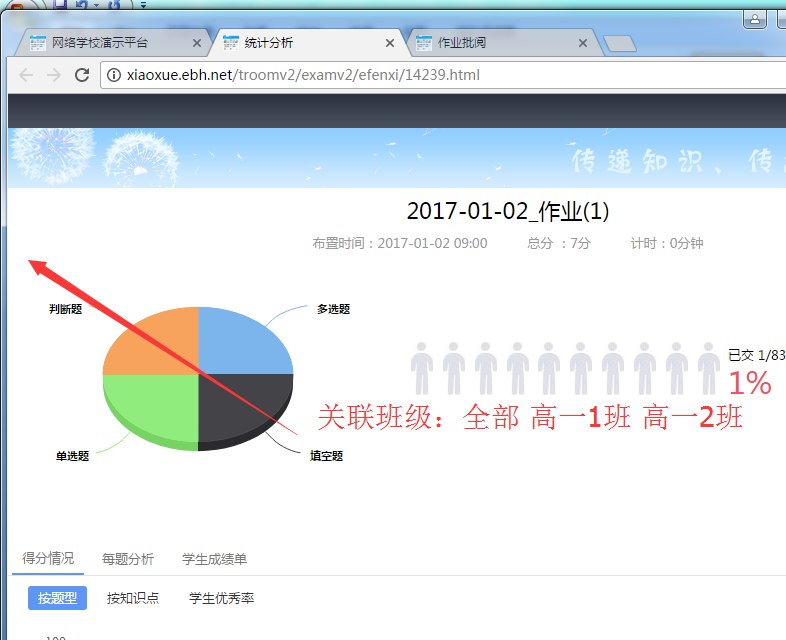 网络学校演示平台
统计分析
作业批阅
xiaoxue.ebh.net/troomv2/examv2/efenxi/14239.html
传递知识、传
2017-01-02_作业(1)
布置时间：2017-01-02 09:00 总分 ：7分 计时：0分钟
判断题
多选题
已交 1/83
1%
关联班级：全部 高一1班 高一2班
单选题
填空题
得分情况 每题分析 学生成绩单
按题型 按知识点 学生优秀率
100